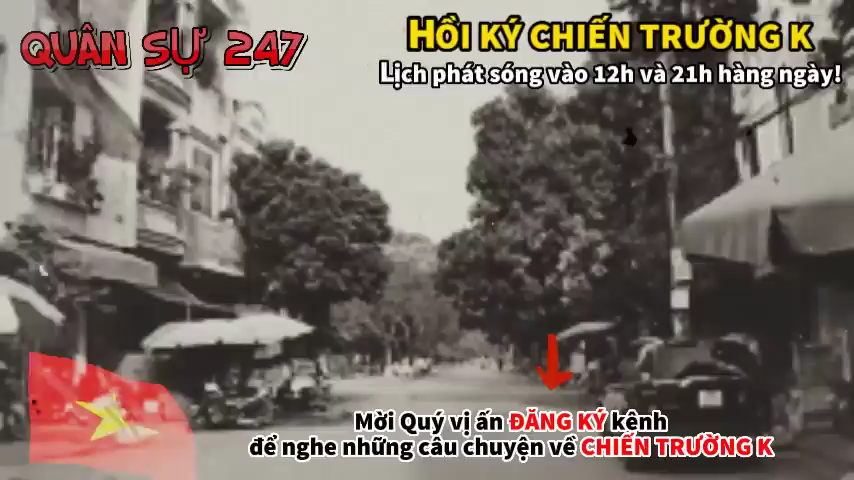 QUÂN SỰ 247
HỒI KÝ CHIẾN TRƯỜNG K
Lịch phát sóng vào 12h và 21h hàng ngày!
Mời Quý vị ấn ĐĂNG KÝ kênh
để nghe những câu chuyện về CHIẾN TRƯỜNG K